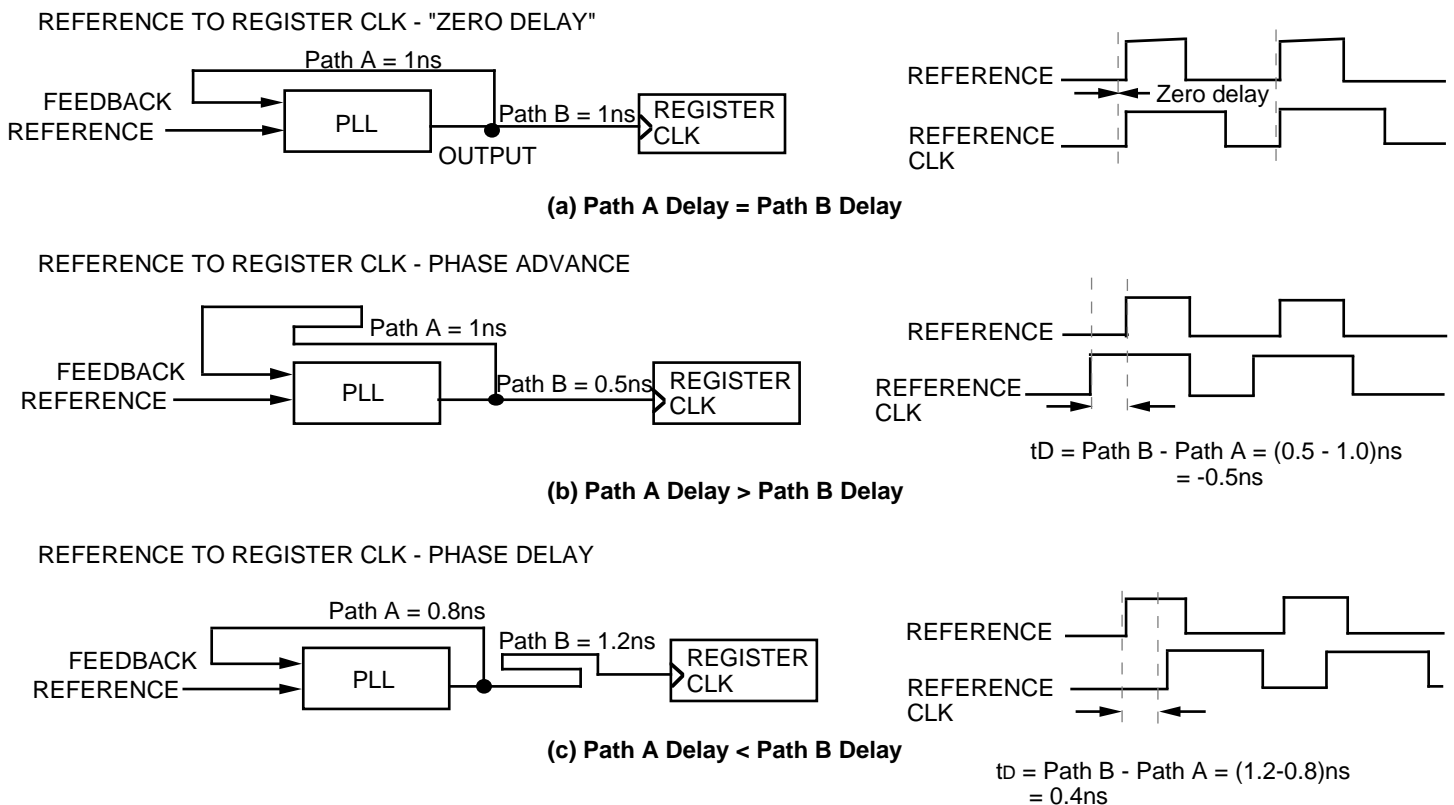 REFERENCE TO REGISTER CLK - "ZERO DELAY"
Path A = 1ns
FEEDBACK
REFERENCE
PLL
OUTPUT
Path B = 1ns
REGISTER
CLK
REFERENCE
Zero delay
REFERENCE
CLK
(a) Path A Delay = Path B Delay
REFERENCE TO REGISTER CLK - PHASE ADVANCE
Path A = 1ns
FEEDBACK
REFERENCE
PLL
Path B = 0.5ns
REGISTER
CLK
REFERENCE
REFERENCE
CLK
tD = Path B - Path A = (0.5 - 1.0)ns
= -0.5ns
(b) Path A Delay > Path B Delay
REFERENCE TO REGISTER CLK - PHASE DELAY
Path A = 0.8ns
FEEDBACK
REFERENCE
PLL
Path B = 1.2ns
REGISTER
CLK
REFERENCE
REFERENCE
CLK
(c) Path A Delay < Path B Delay
tD = Path B - Path A = (1.2-0.8)ns
= 0.4ns